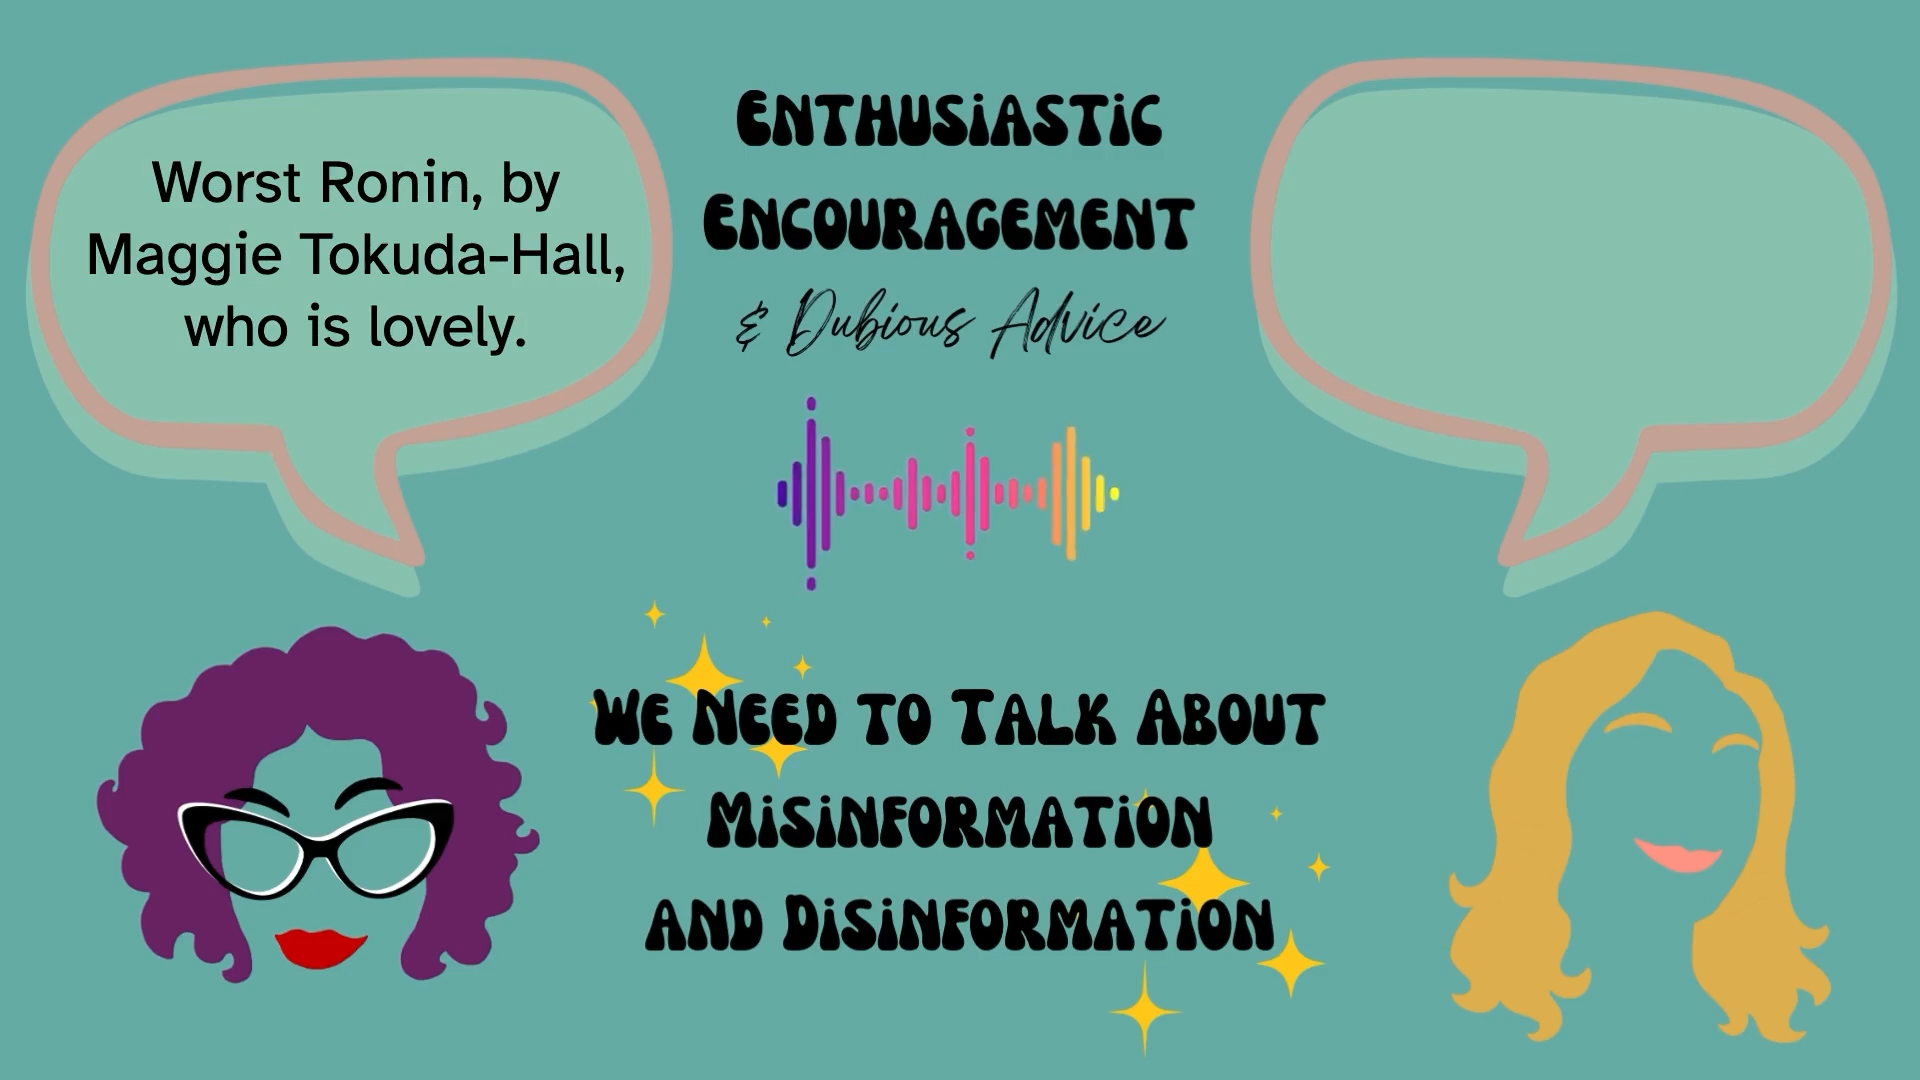 Worst Ronin, by
Maggie Tokuda-Hall,
who is lovely.
Enthusiastic
Encouragement
& Dubious Advice
We Need to Talk About
Misinformation
and Disinformation